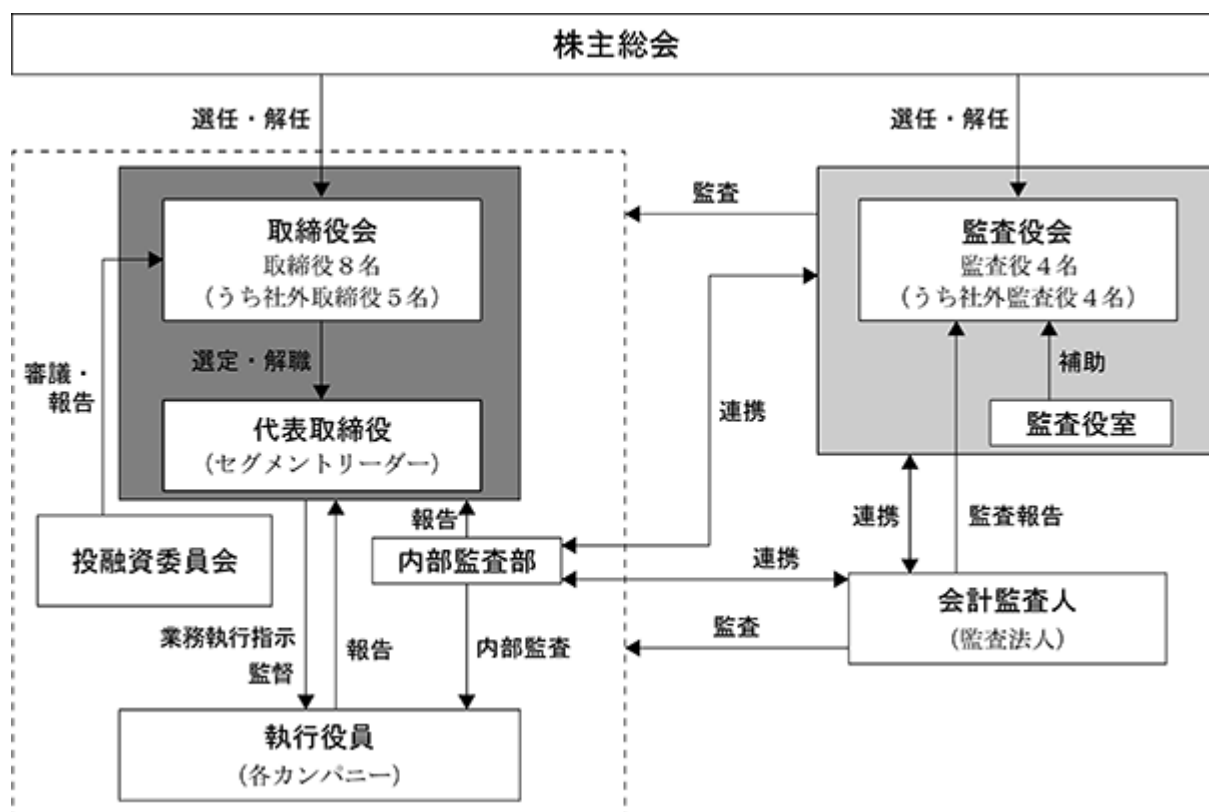 株主総会
選任・解任
選任・解任
監査
取締役会
取締役８名
（うち社外取締役５名）
監査役会
監査役４名
（うち社外監査役４名）
選定・解職
補助
審議・
報告
代表取締役
（セグメントリーダー）
連携
監査役室
報告
連携
監査報告
投融資委員会
内部監査部
連携
会計監査人
（監査法人）
業務執行指示
監督
報告
内部監査
監査
執行役員
（各カンパニー）